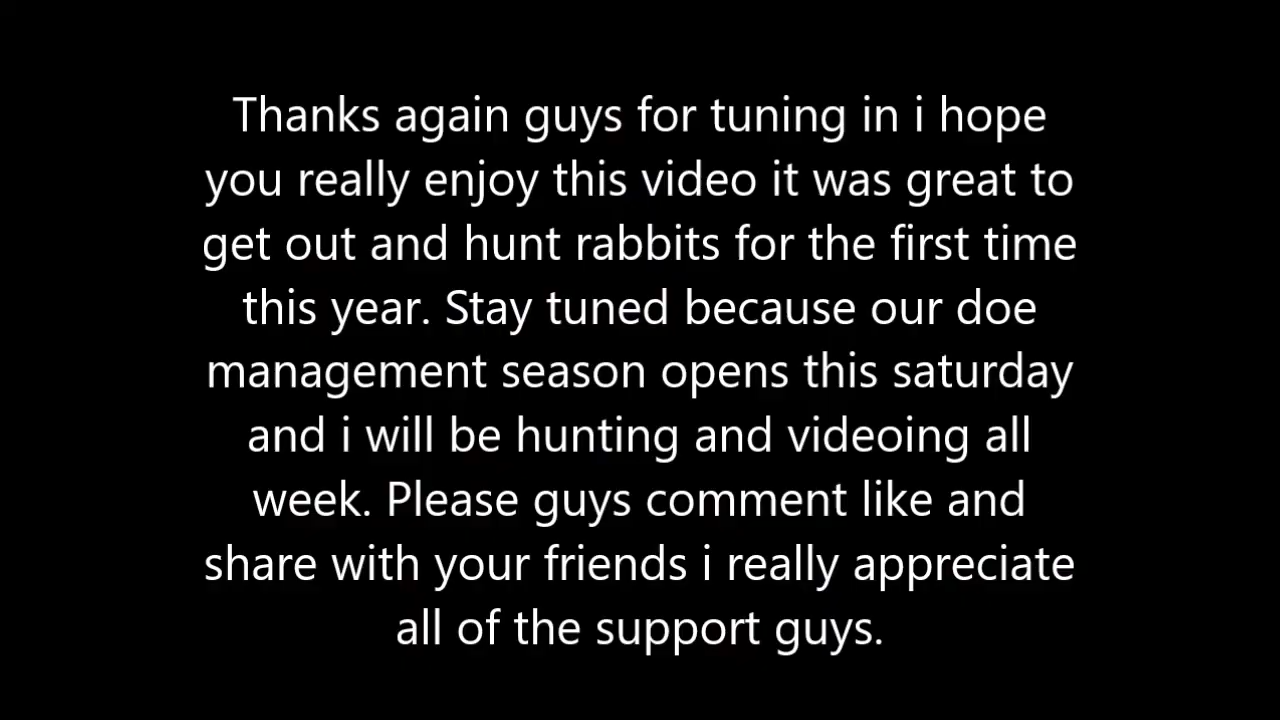 Thanks again guys for tuning in i hope
you really enjoy this video it was great to
get out and hunt rabbits for the first time
this year. Stay tuned because our doe
management season opens this saturday
and i will be hunting and videoing all
week. Please guys comment like and
share with your friends i really appreciate
all of the support guys.